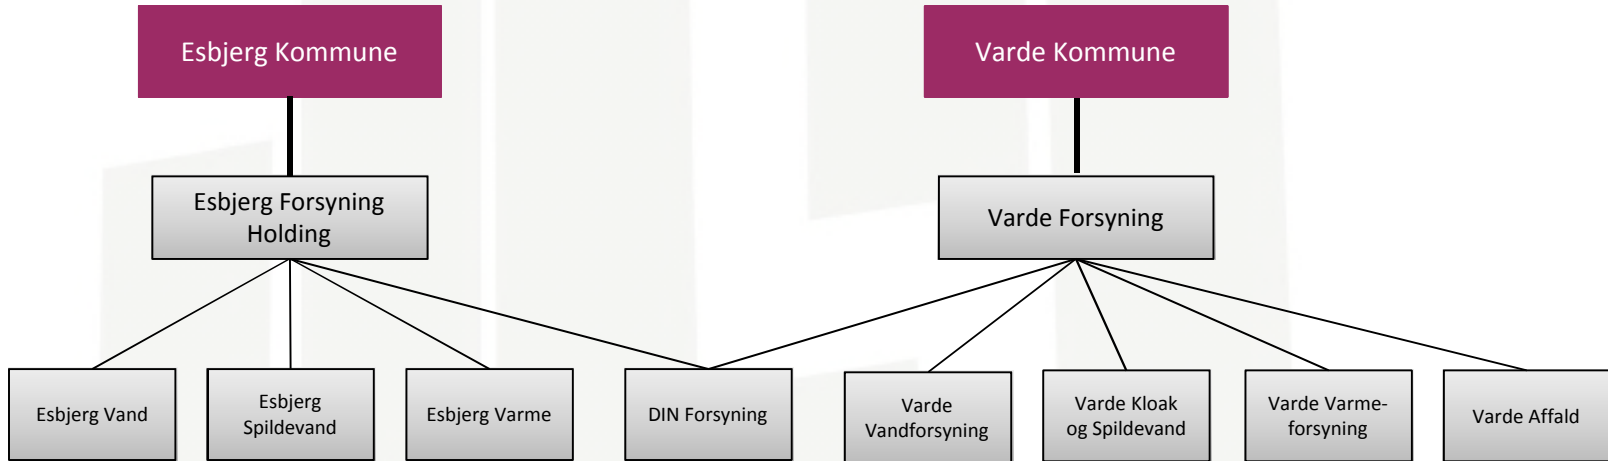 Esbjerg Kommune
Varde Kommune
Esbjerg Forsyning
Holding
Varde Forsyning
Esbjerg Vand
Esbjerg
Spildevand
Esbjerg Varme
DIN Forsyning
Varde
Vandforsyning
Varde Kloak
og Spildevand
Varde Varme-
forsyning
Varde Affald